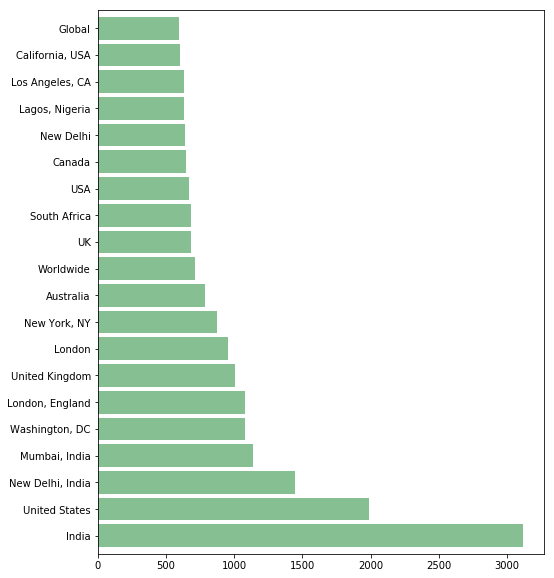 Global
California, USA
Los Angeles, CA
Lagos, Nigeria
New Delhi
Canada
USA
South Africa
UK
Worldwide
Australia
New York, NY
London
United Kingdom
London, England
Washington, DC
Mumbai, India
New Delhi, India
United States
India
0 500 1000 1500 2000 2500 3000